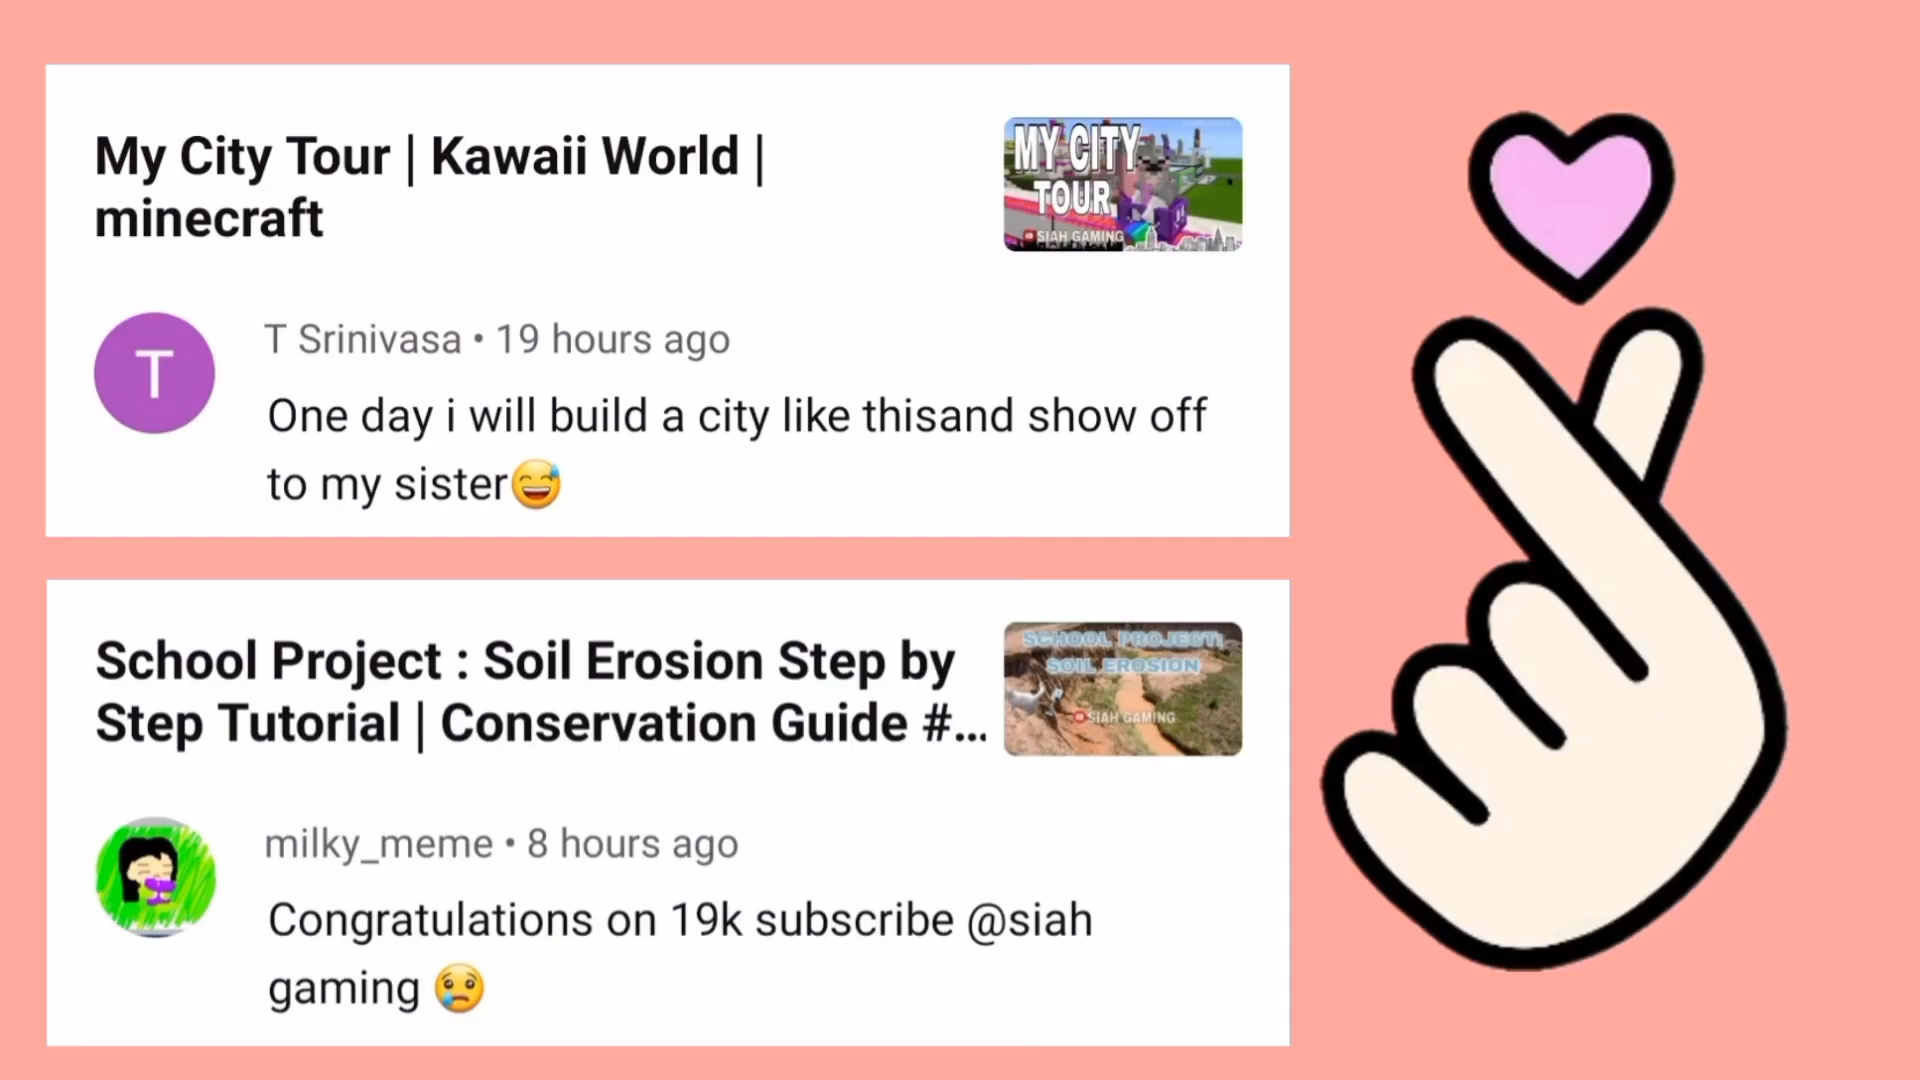 My City Tour | Kawaii World |
minecraft
MY CITY
TOUR
SIAH GAMING
T
T Srinivasa • 19 hours ago
One day i will build a city like thisand show off
to my sister😅
School Project : Soil Erosion Step by
Step Tutorial | Conservation Guide #...
SCHOOL PROJECT:
SOIL EROSION
SIAH GAMING
milky_meme • 8 hours ago
Congratulations on 19k subscribe @siah
gaming 😢